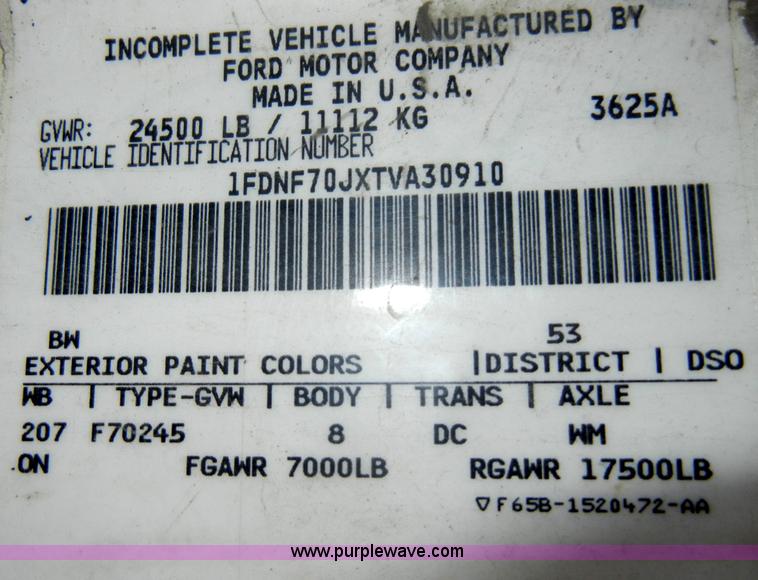 INCOMPLETE VEHICLE MANUFACTURED BY
FORD MOTOR COMPANY
MADE IN U.S.A.
GVWR: 24500 LB / 11112 KG 3625A
VEHICLE IDENTIFICATION NUMBER
1FDNF70JXTVA30910
BW 53
EXTERIOR PAINT COLORS |DISTRICT | DSO
WB | TYPE-GVW | BODY | TRANS | AXLE
207 F70245 8 DC WM
.ON FGAWR 7000LB RGAWR 17500LB
▽F65B-1520472-AA
www.purplewave.com